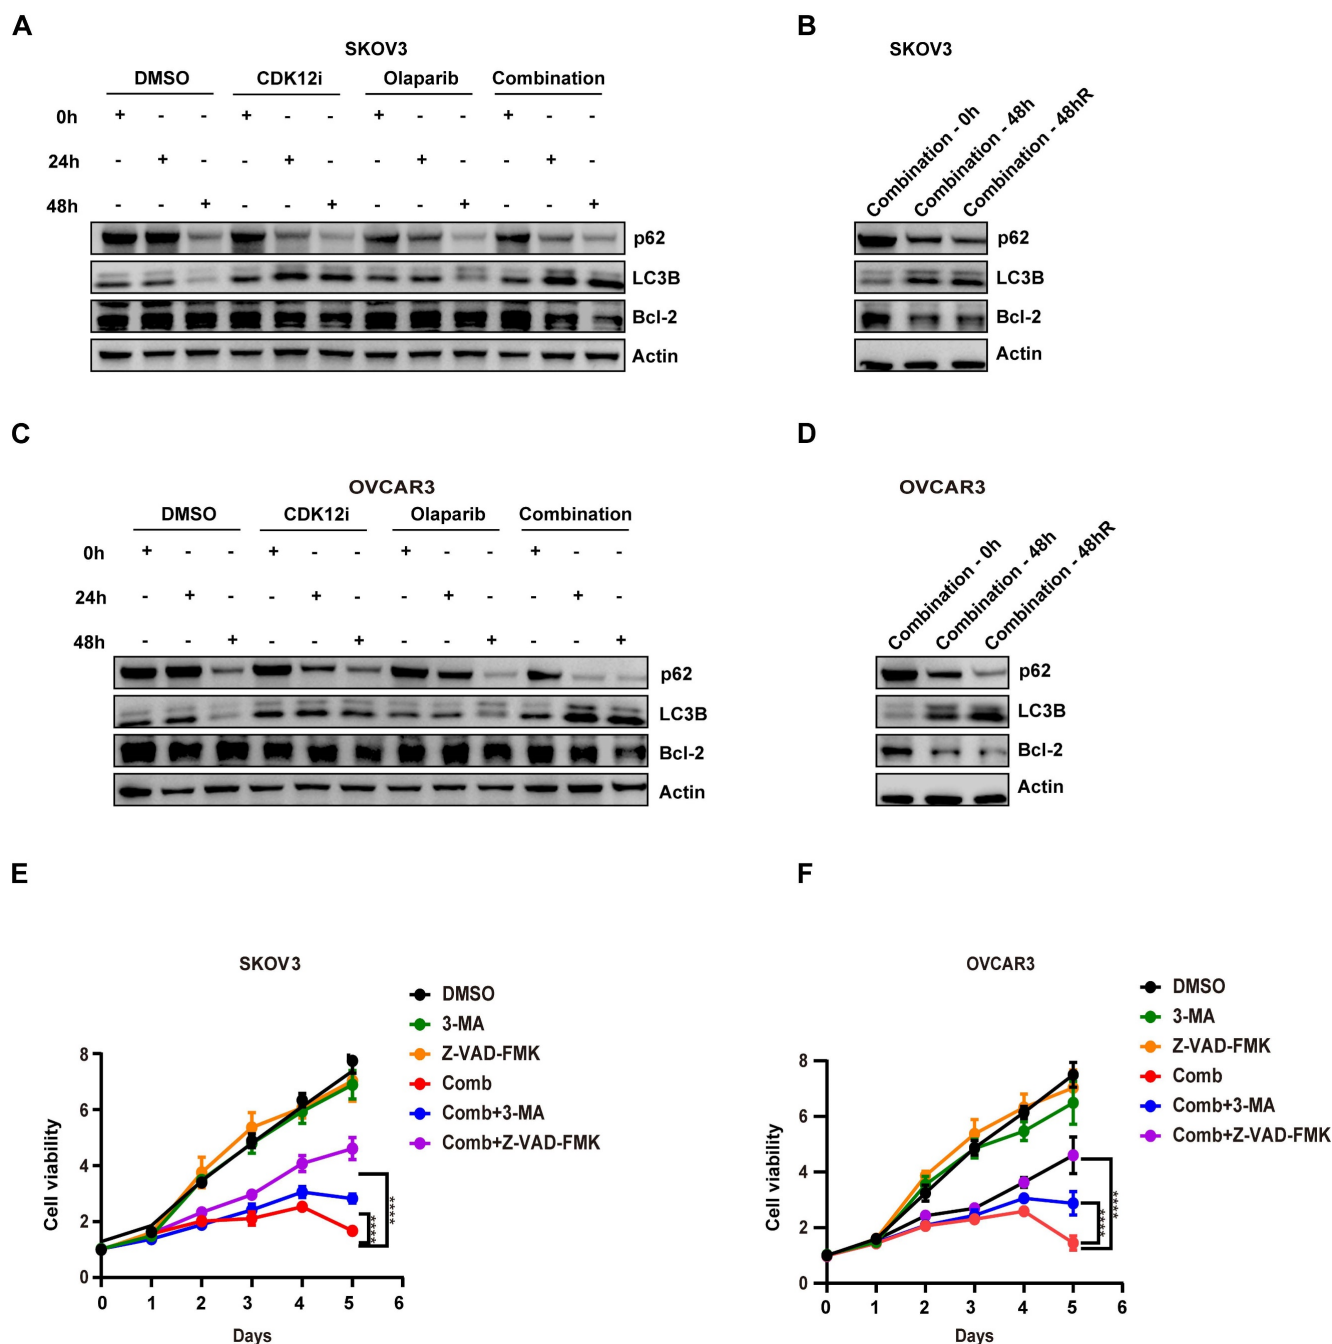 A
SKOV3
DMSO CDK12i Olaparib Combination
0h + - - + - - + - - + - -
24h - + - - + - - + - - + -
48h - - + - - + - - + - - +
p62
LC3B
Bcl-2
Actin
B
SKOV3
Combination - 0h
Combination - 48h
Combination - 48hR
p62
LC3B
Bcl-2
Actin
C
OVCAR3
DMSO CDK12i Olaparib Combination
0h + - - + - - + - - + - -
24h - + - - + - - + - - + -
48h - - + - - + - - + - - +
p62
LC3B
Bcl-2
Actin
D
OVCAR3
Combination - 0h
Combination - 48h
Combination - 48hR
p62
LC3B
Bcl-2
Actin
E
SKOV3
DMSO
3-MA
Z-VAD-FMK
Comb
Comb+3-MA
Comb+Z-VAD-FMK
Cell viability
8
6
4
2
0
0 1 2 3 4 5 6
Days
****
****
F
OVCAR3
DMSO
3-MA
Z-VAD-FMK
Comb
Comb+3-MA
Comb+Z-VAD-FMK
Cell viability
8
6
4
2
0
0 1 2 3 4 5 6
Days
****
****